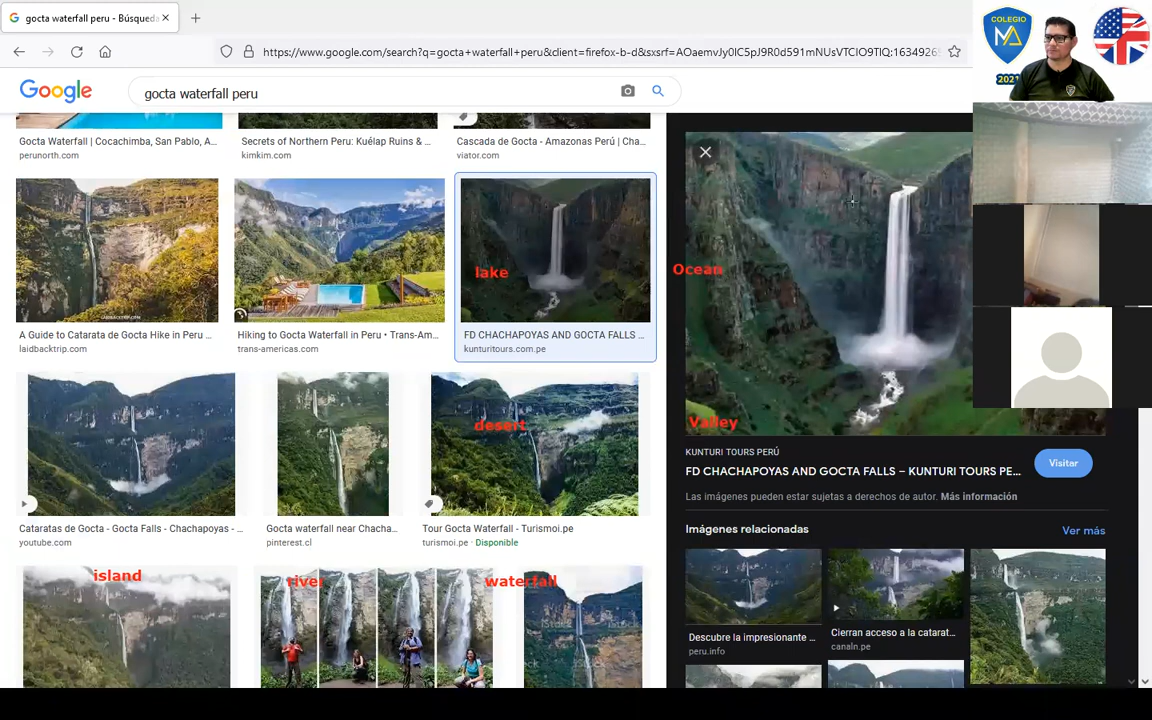 gocta waterfall peru - Búsqueda
https://www.google.com/search?q=gocta+waterfall+peru&client=firefox-b-d&sxsrf=AOaemvJy0IC5pJ9R0d591mNUsVTCIO9TIQ:163492
COLEGIO
MA
2021
Google
gocta waterfall peru
Gocta Waterfall | Cocachimba, San Pablo, A...
perunorth.com
Secrets of Northern Peru: Kuélap Ruins & ...
kimkim.com
Cascada de Gocta - Amazonas Perú | Cha...
viator.com
lake
Ocean
A Guide to Catarata de Gocta Hike in Peru ...
laidbacktrip.com
Hiking to Gocta Waterfall in Peru • Trans-Am...
trans-americas.com
FD CHACHAPOYAS AND GOCTA FALLS ...
kunturitours.com.pe
desert
Valley
KUNTURI TOURS PERÚ
FD CHACHAPOYAS AND GOCTA FALLS – KUNTURI TOURS PE...
Visitar
Las imágenes pueden estar sujetas a derechos de autor. Más información
Cataratas de Gocta - Gocta Falls - Chachapoyas - ...
youtube.com
Gocta waterfall near Chacha...
pinterest.cl
Tour Gocta Waterfall - Turismoi.pe
turismoi.pe · Disponible
Imágenes relacionadas
Ver más
island
river
waterfall
iStock
Descubre la impresionante ...
peru.info
Cierran acceso a la catarat...
canaln.pe